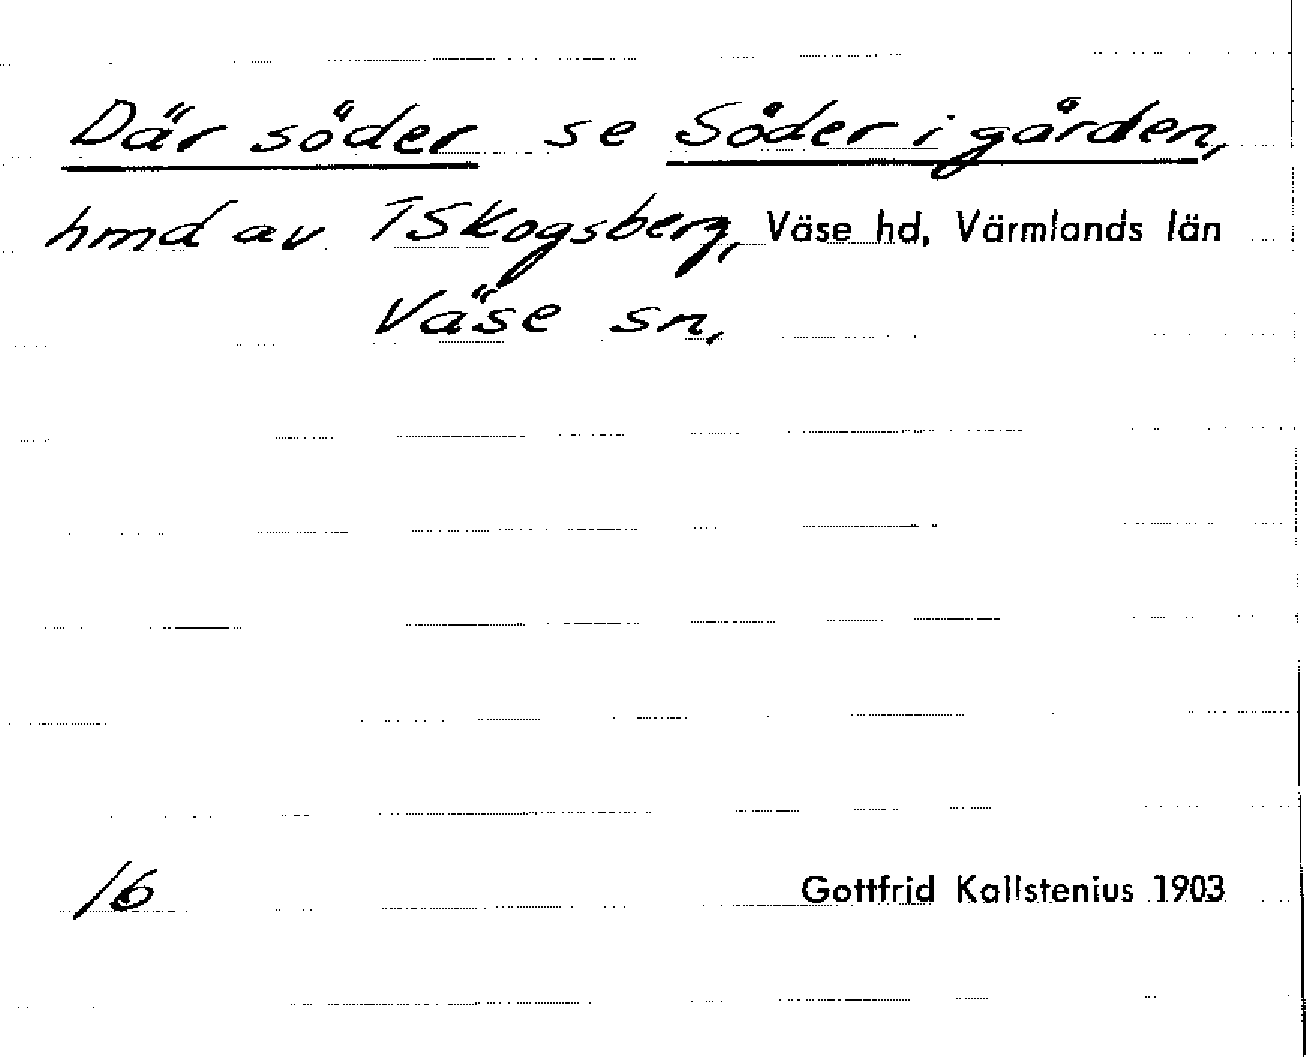 Där söder se Söder i gården,
hmd av 1 Skogsberg, Väse hd, Värmlands län
Väse sn,
16 Gottfrid Kallstenius 1903